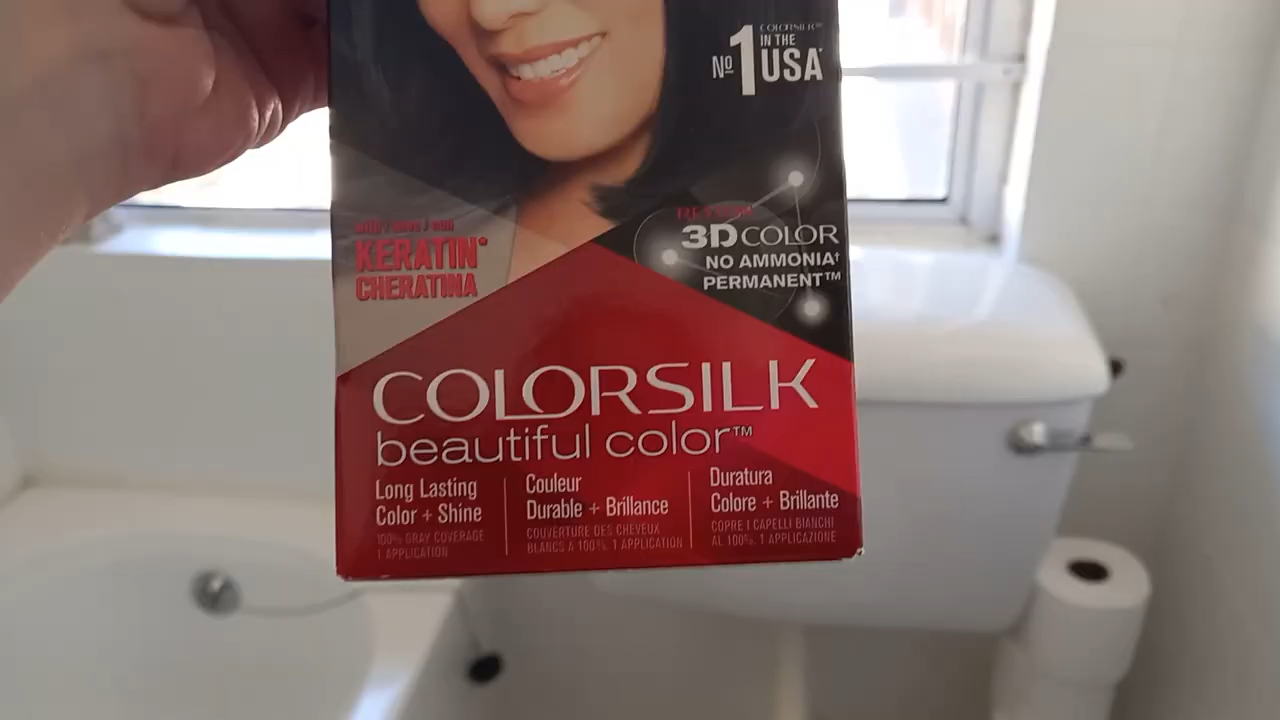 COLORSILK™
Nº1 IN THE
USA*
KERATIN*
CHERATINA
REVLON
3D COLOR
NO AMMONIA†
PERMANENT™
COLORSILK
beautiful color™
Long Lasting
Color + Shine
100% GRAY COVERAGE
1 APPLICATION
Couleur
Durable + Brillance
COUVERTURE DES CHEVEUX
BLANCS À 100%. 1 APPLICATION
Duratura
Colore + Brillante
COPRE I CAPELLI BIANCHI
AL 100%. 1 APPLICAZIONE